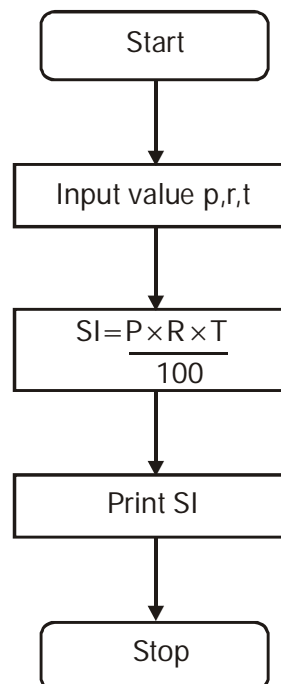 Start
Input value p,r,t
SI=P×R×T
100
Print SI
Stop